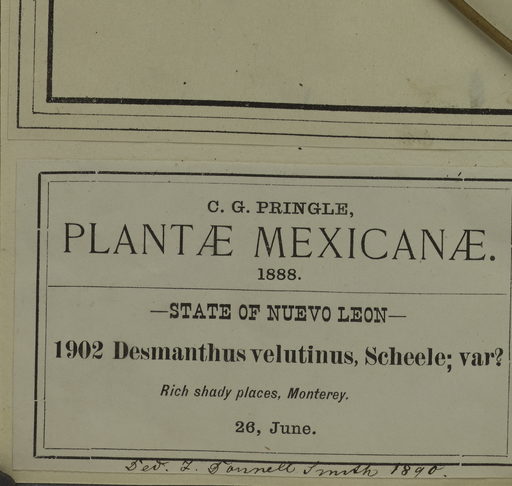 C. G. PRINGLE,
PLANTÆ MEXICANÆ.
1888.
—STATE OF NUEVO LEON—
1902 Desmanthus velutinus, Scheele; var?
Rich shady places, Monterey.
26, June.
Ded. J. Donnell Smith 1890.